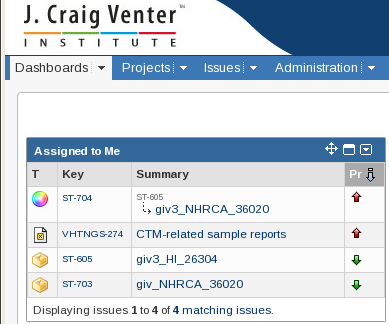 J. Craig Venter™
INSTITUTE
Dashboards Projects Issues Administration
Assigned to Me
T Key Summary Pr
ST-704 ST-605
giv3_NHRCA_36020
VHTNGS-274 CTM-related sample reports
ST-605 giv3_HI_26304
ST-703 giv_NHRCA_36020
Displaying issues 1 to 4 of 4 matching issues.